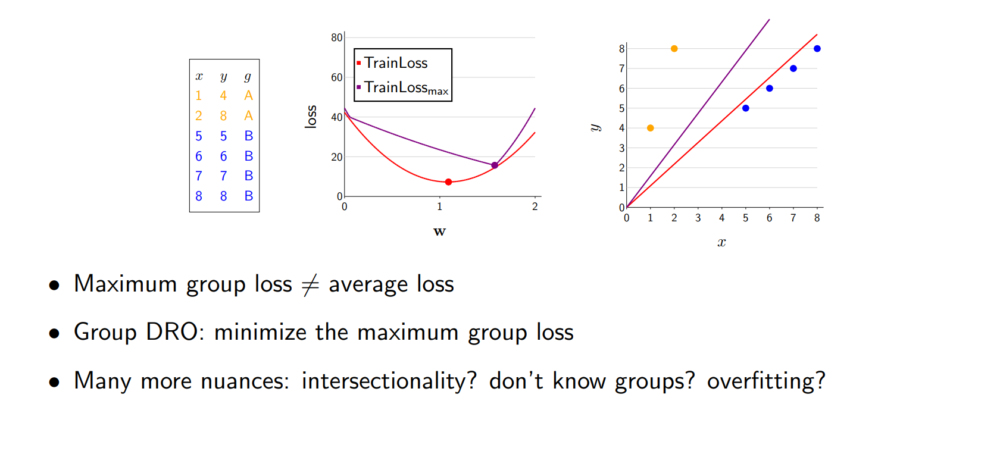 x y g
1 4 A
2 8 A
5 5 B
6 6 B
7 7 B
8 8 B
80
60
40
20
0
loss
TrainLoss
TrainLossmax
0 1 2
w
8
7
6
5
4
3
2
1
0
y
0 1 2 3 4 5 6 7 8
x
• Maximum group loss ≠ average loss
• Group DRO: minimize the maximum group loss
• Many more nuances: intersectionality? don't know groups? overfitting?